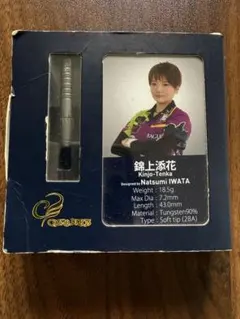 錦上添花
Kinjo-Tenka
Designed by Natsumi IWATA
Weight : 18.5g
Max Dia : 7.2mm
Length : 43.0mm
Material : Tungsten90%
Type : Soft tip (2BA)